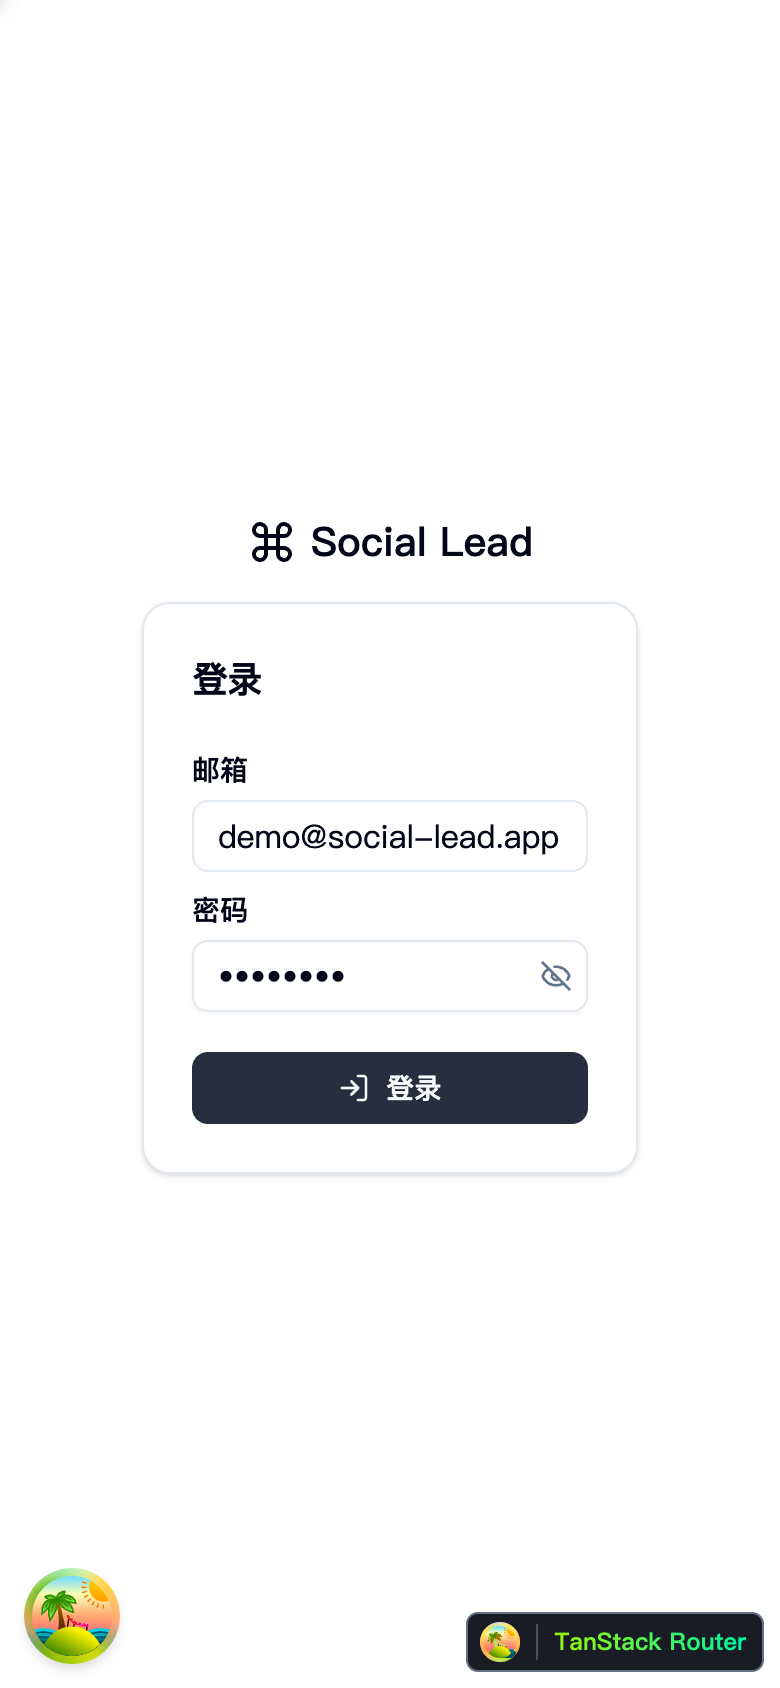 Social Lead
登录
邮箱
demo@social-lead.app
密码
••••••••
登录
TanStack Router